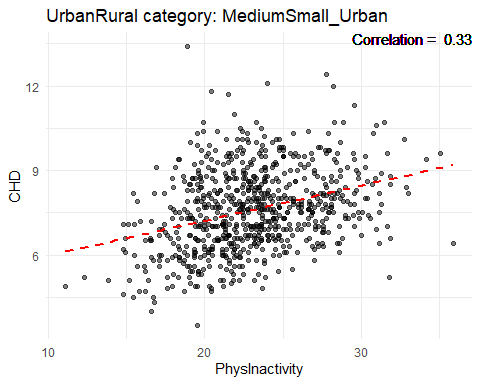 UrbanRural category: MediumSmall_Urban
Correlation = 0.33
12
9
6
CHD
10
20
30
PhysInactivity